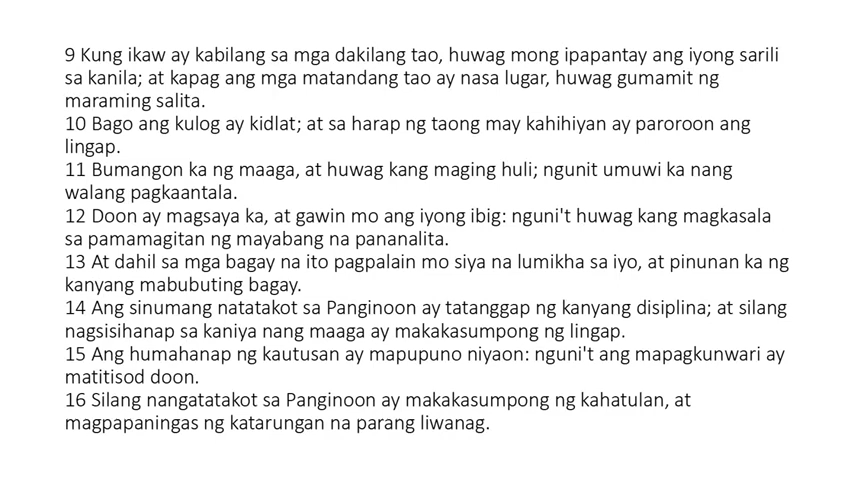 9 Kung ikaw ay kabilang sa mga dakilang tao, huwag mong ipapantay ang iyong sarili
sa kanila; at kapag ang mga matandang tao ay nasa lugar, huwag gumamit ng
maraming salita.
10 Bago ang kulog ay kidlat; at sa harap ng taong may kahihiyan ay paroroon ang
lingap.
11 Bumangon ka ng maaga, at huwag kang maging huli; ngunit umuwi ka nang
walang pagkaantala.
12 Doon ay magsaya ka, at gawin mo ang iyong ibig: nguni't huwag kang magkasala
sa pamamagitan ng mayabang na pananalita.
13 At dahil sa mga bagay na ito pagpalain mo siya na lumikha sa iyo, at pinunan ka ng
kanyang mabubuting bagay.
14 Ang sinumang natatakot sa Panginoon ay tatanggap ng kanyang disiplina; at silang
nagsisihanap sa kaniya nang maaga ay makakasumpong ng lingap.
15 Ang humahanap ng kautusan ay mapupuno niyaon: nguni't ang mapagkunwari ay
matitisod doon.
16 Silang nangatatakot sa Panginoon ay makakasumpong ng kahatulan, at
magpapaningas ng katarungan na parang liwanag.